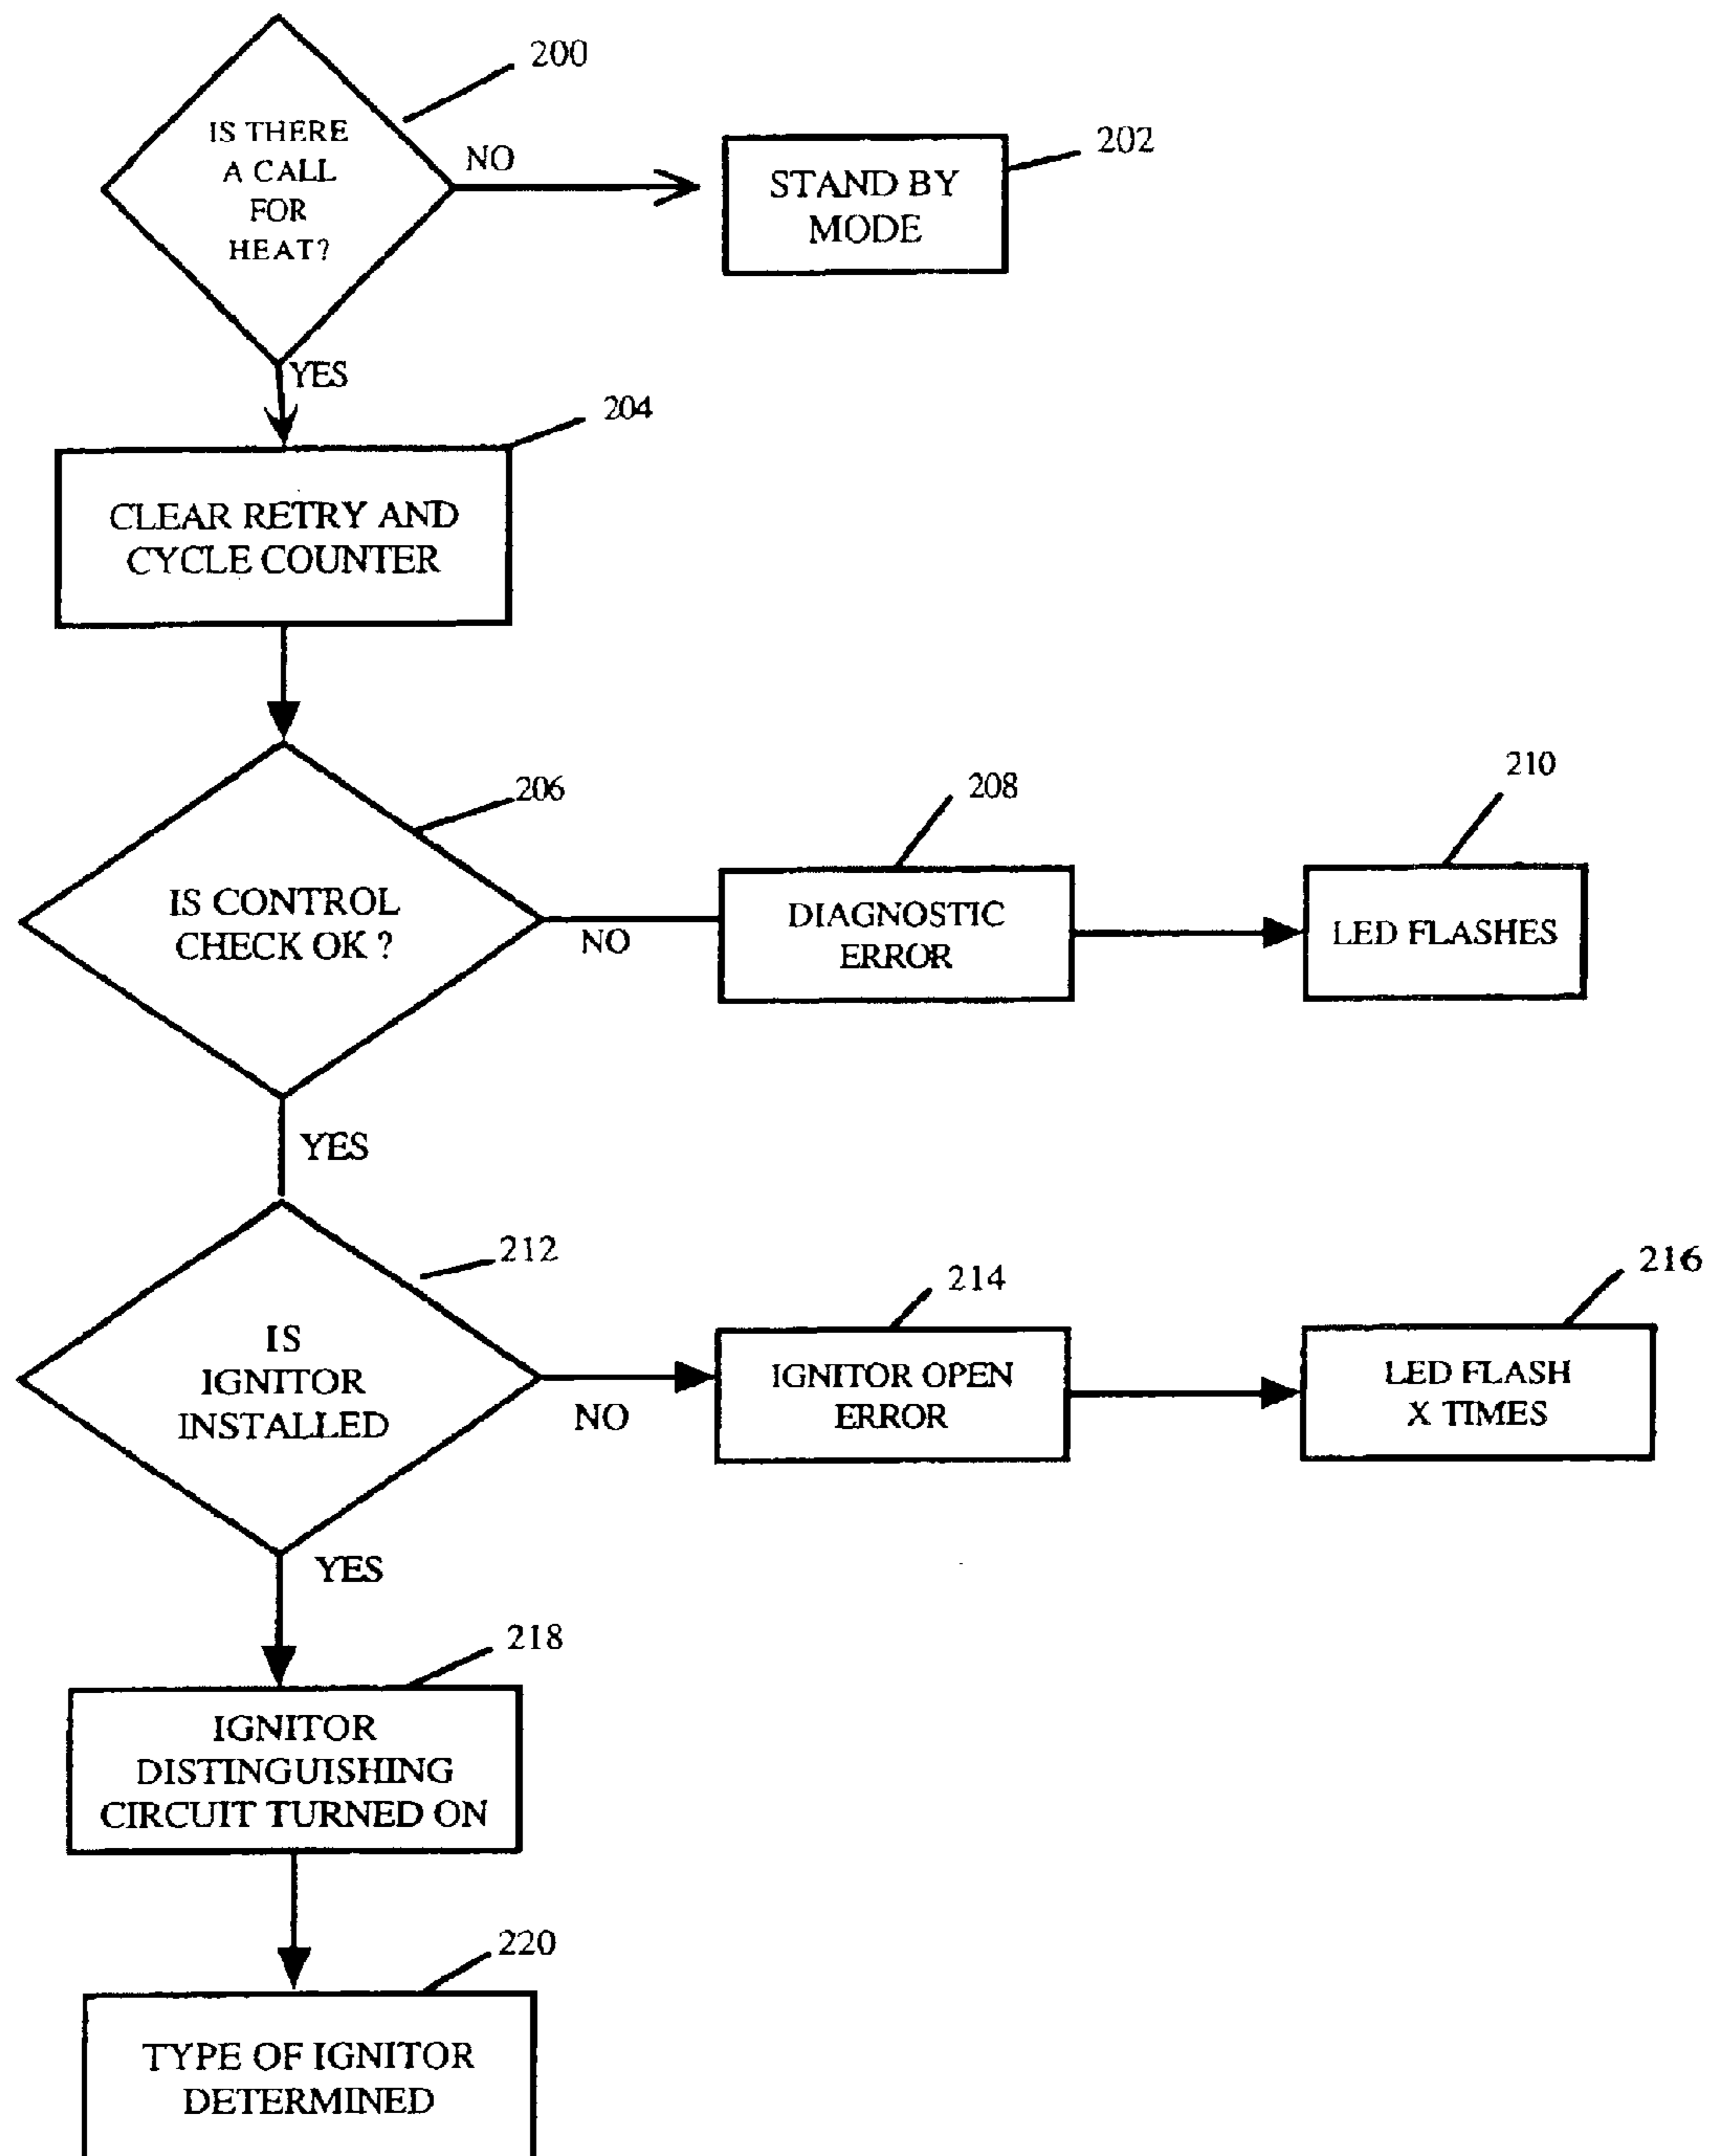 200
IS THERE
A CALL
FOR
HEAT?
NO
202
STAND BY
MODE
YES
204
CLEAR RETRY AND
CYCLE COUNTER
206
IS CONTROL
CHECK OK ?
NO
208
DIAGNOSTIC
ERROR
210
LED FLASHES
YES
212
IS
IGNITOR
INSTALLED
NO
214
IGNITOR OPEN
ERROR
216
LED FLASH
X TIMES
YES
218
IGNITOR
DISTINGUISHING
CIRCUIT TURNED ON
220
TYPE OF IGNITOR
DETERMINED